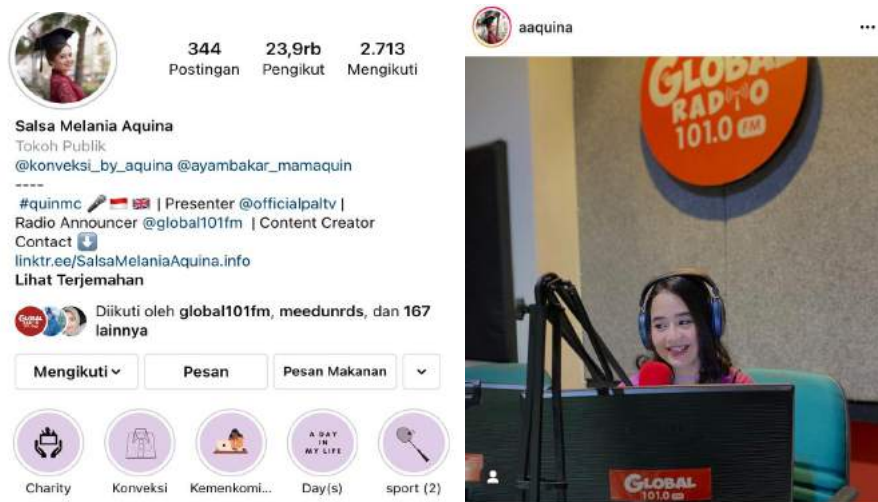 344 23,9rb 2.713
Postingan Pengikut Mengikuti
Salsa Melania Aquina
Tokoh Publik
@konveksi_by_aquina @ayambakar_mamaquin
----
#quinmc 🎤 🇮🇩 🇬🇧 | Presenter @officialpaltv |
Radio Announcer @global101fm | Content Creator
Contact ⬇️
linktr.ee/SalsaMelaniaAquina.info
Lihat Terjemahan
Diikuti oleh global101fm, meedunrds, dan 167
lainnya
Mengikuti Pesan Pesan Makanan
A DAY
IN
MY LIFE
Charity Konveksi Kemenkomi... Day(s) sport (2)
aaquina
GLOBAL
RADIO
101.0 FM
GLOBAL
101.0